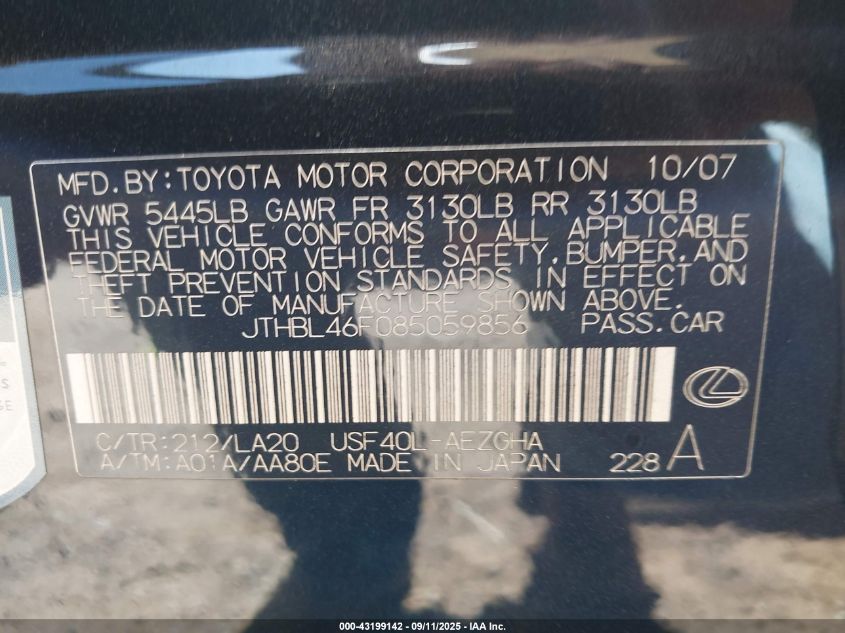 MFD.BY:TOYOTA MOTOR CORPORATION 10/07
GVWR 5445LB GAWR FR 3130LB RR 3130LB
THIS VEHICLE CONFORMS TO ALL APPLICABLE
FEDERAL MOTOR VEHICLE SAFETY,BUMPER,AND
THEFT PREVENTION STANDARDS IN EFFECT ON
THE DATE OF MANUFACTURE SHOWN ABOVE.
JTHBL46F085059856 PASS.CAR
C/TR:212/LA20 USF40L-AEZGHA
A/TM:A01A/AA80E MADE IN JAPAN 228A
000-43199142 - 09/11/2025 - IAA Inc.